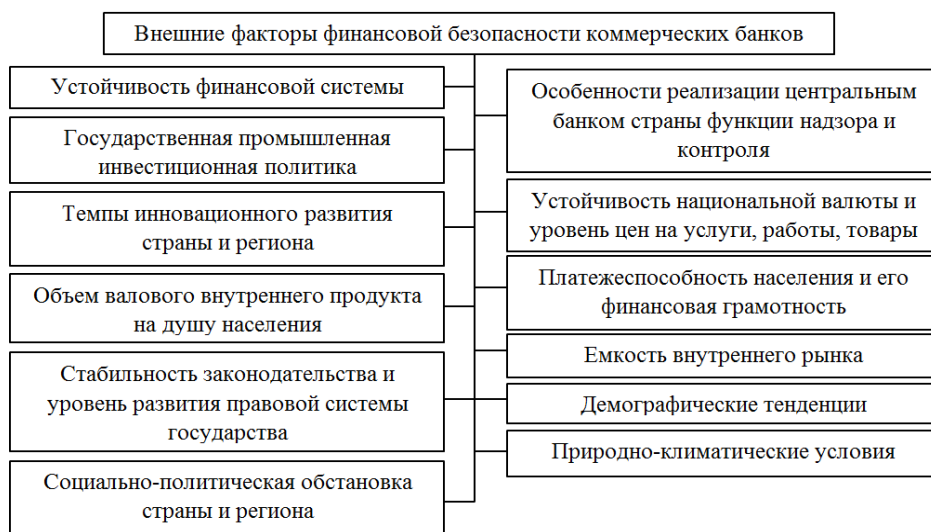 Внешние факторы финансовой безопасности коммерческих банков
Устойчивость финансовой системы
Государственная промышленная
инвестиционная политика
Темпы инновационного развития
страны и региона
Объем валового внутреннего продукта
на душу населения
Стабильность законодательства и
уровень развития правовой системы
государства
Социально-политическая обстановка
страны и региона
Особенности реализации центральным
банком страны функции надзора и
контроля
Устойчивость национальной валюты и
уровень цен на услуги, работы, товары
Платежеспособность населения и его
финансовая грамотность
Емкость внутреннего рынка
Демографические тенденции
Природно-климатические условия